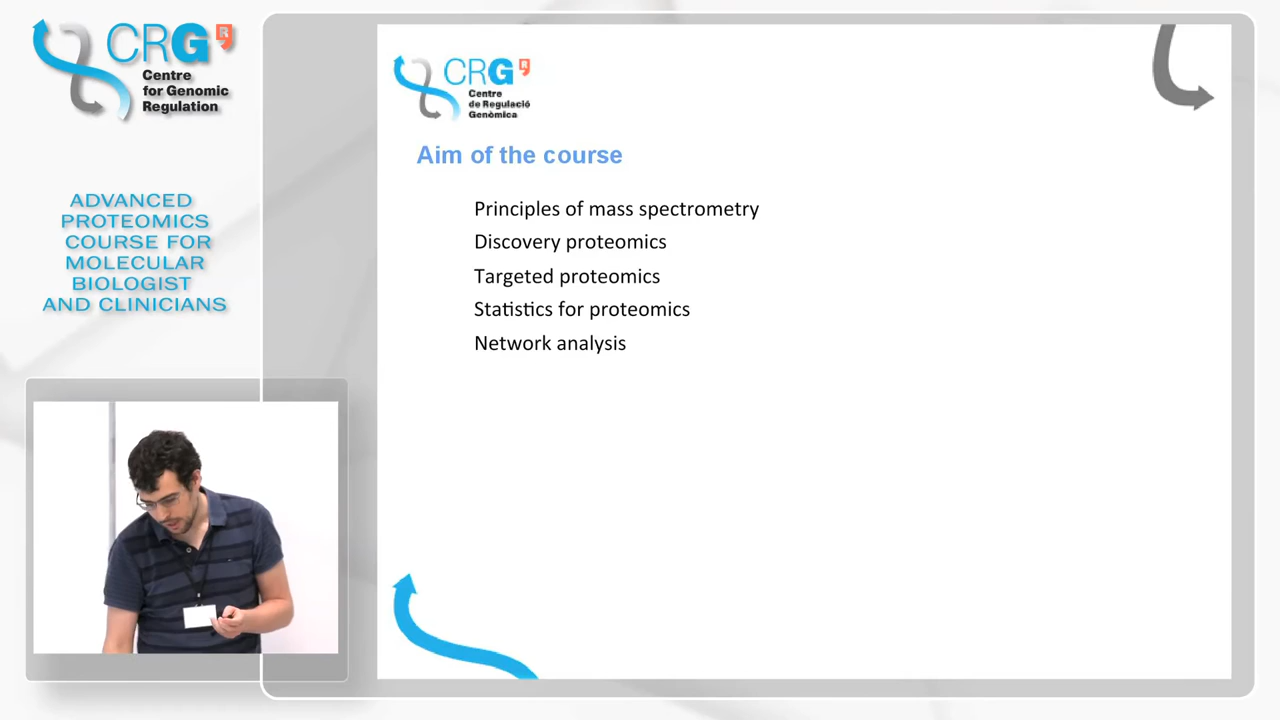 CRG
Centre
for Genomic
Regulation
ADVANCED
PROTEOMICS
COURSE FOR
MOLECULAR
BIOLOGIST
AND CLINICIANS
CRG
Centre
de Regulació
Genòmica
Aim of the course
Principles of mass spectrometry
Discovery proteomics
Targeted proteomics
Statistics for proteomics
Network analysis